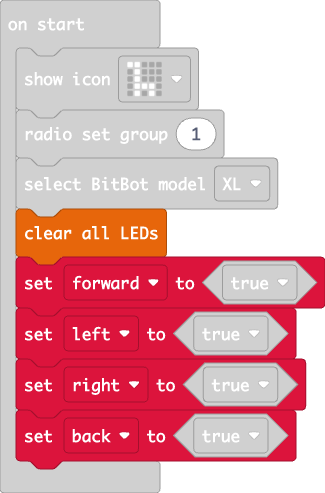 on start
show icon
radio set group 1
select BitBot model XL
clear all LEDs
set forward to true
set left to true
set right to true
set back to true